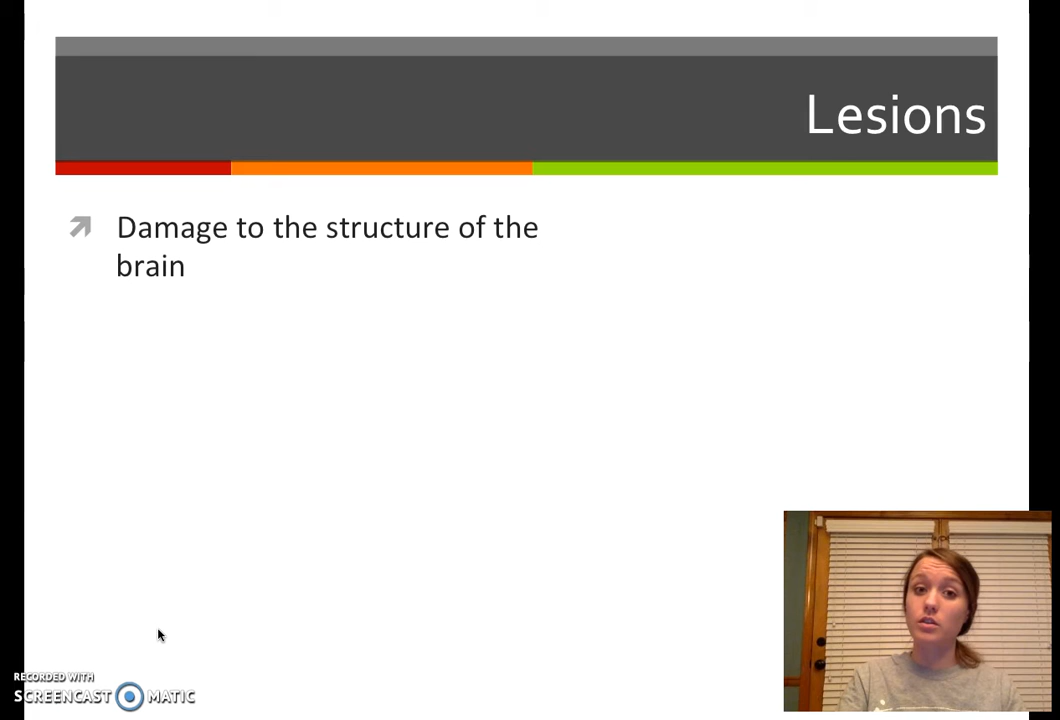 Lesions
Damage to the structure of the
brain
RECORDED WITH
SCREENCAST MATIC